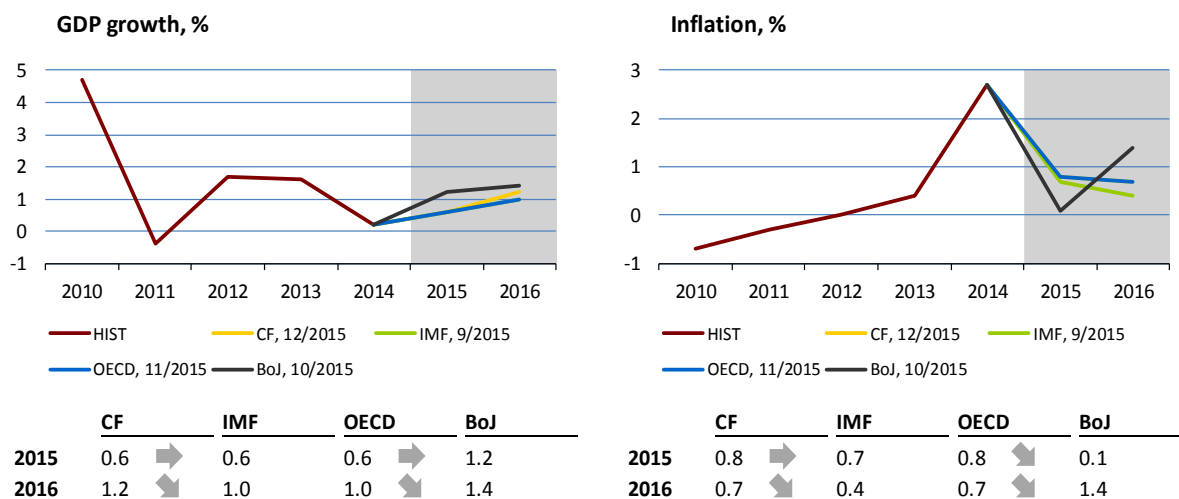 GDP growth, %
5
4
3
2
1
0
-1
2010 2011 2012 2013 2014 2015 2016
HIST CF, 12/2015 IMF, 9/2015
OECD, 11/2015 BoJ, 10/2015
CF IMF OECD BoJ
2015 0.6 0.6 0.6 1.2
2016 1.2 1.0 1.0 1.4
Inflation, %
3
2
1
0
-1
2010 2011 2012 2013 2014 2015 2016
HIST CF, 12/2015 IMF, 9/2015
OECD, 11/2015 BoJ, 10/2015
CF IMF OECD BoJ
2015 0.8 0.7 0.8 0.1
2016 0.7 0.4 0.7 1.4